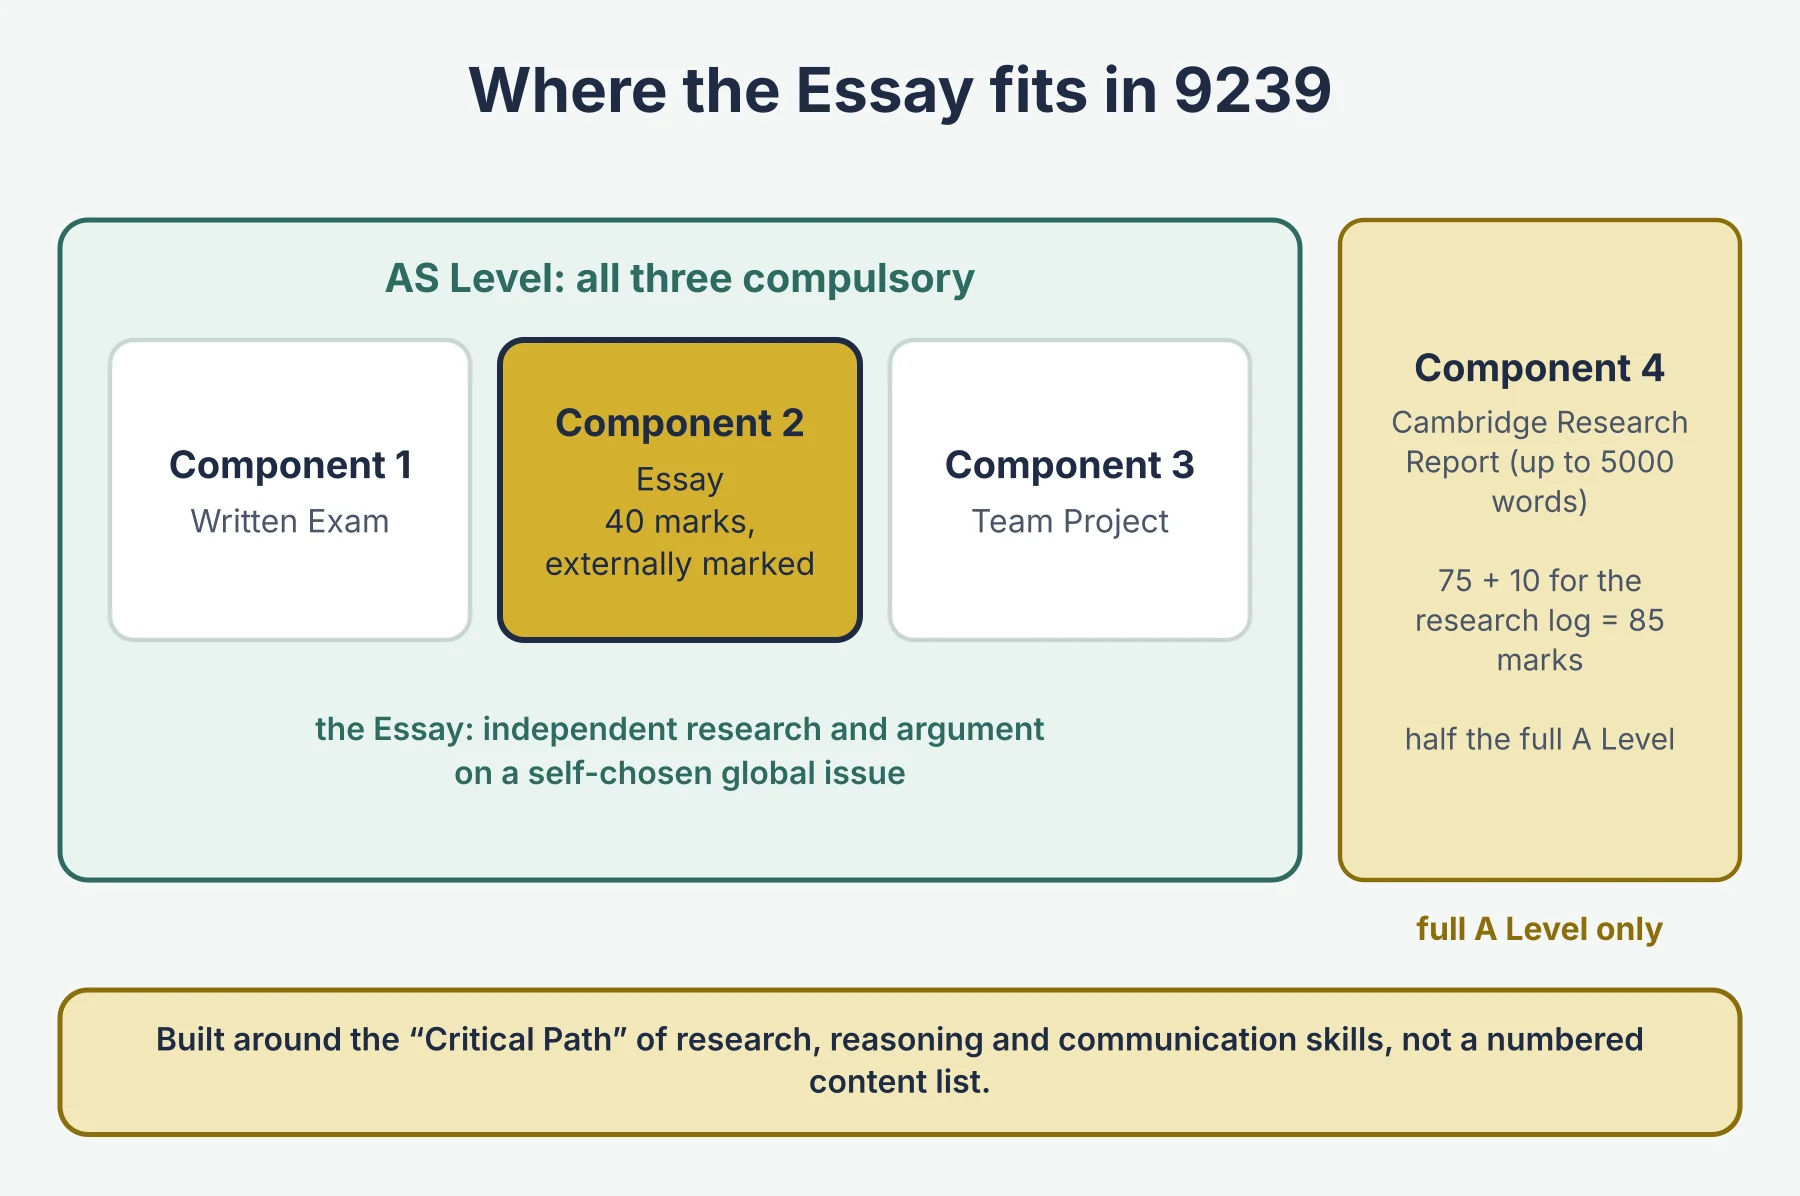 Where the Essay fits in 9239
AS Level: all three compulsory
Component 1
Written Exam
Component 2
Essay
40 marks,
externally marked
Component 3
Team Project
the Essay: independent research and argument
on a self-chosen global issue
Component 4
Cambridge Research
Report (up to 5000
words)
75 + 10 for the
research log = 85
marks
half the full A Level
full A Level only
Built around the “Critical Path” of research, reasoning and communication skills, not a numbered
content list.